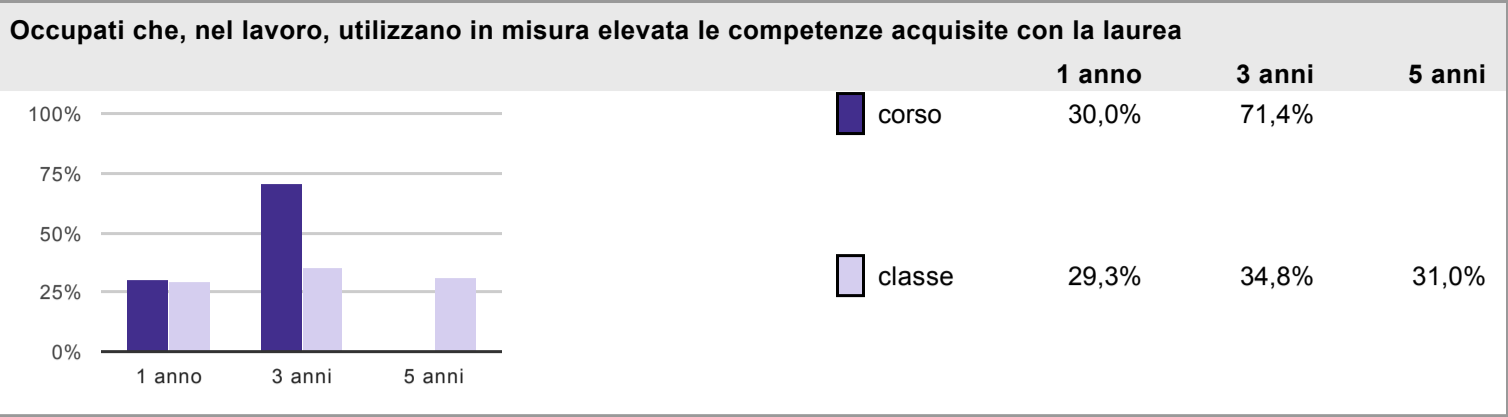 Occupati che, nel lavoro, utilizzano in misura elevata le competenze acquisite con la laurea
1 anno 3 anni 5 anni
corso 30,0% 71,4%
classe 29,3% 34,8% 31,0%
100%
75%
50%
25%
0%
1 anno 3 anni 5 anni